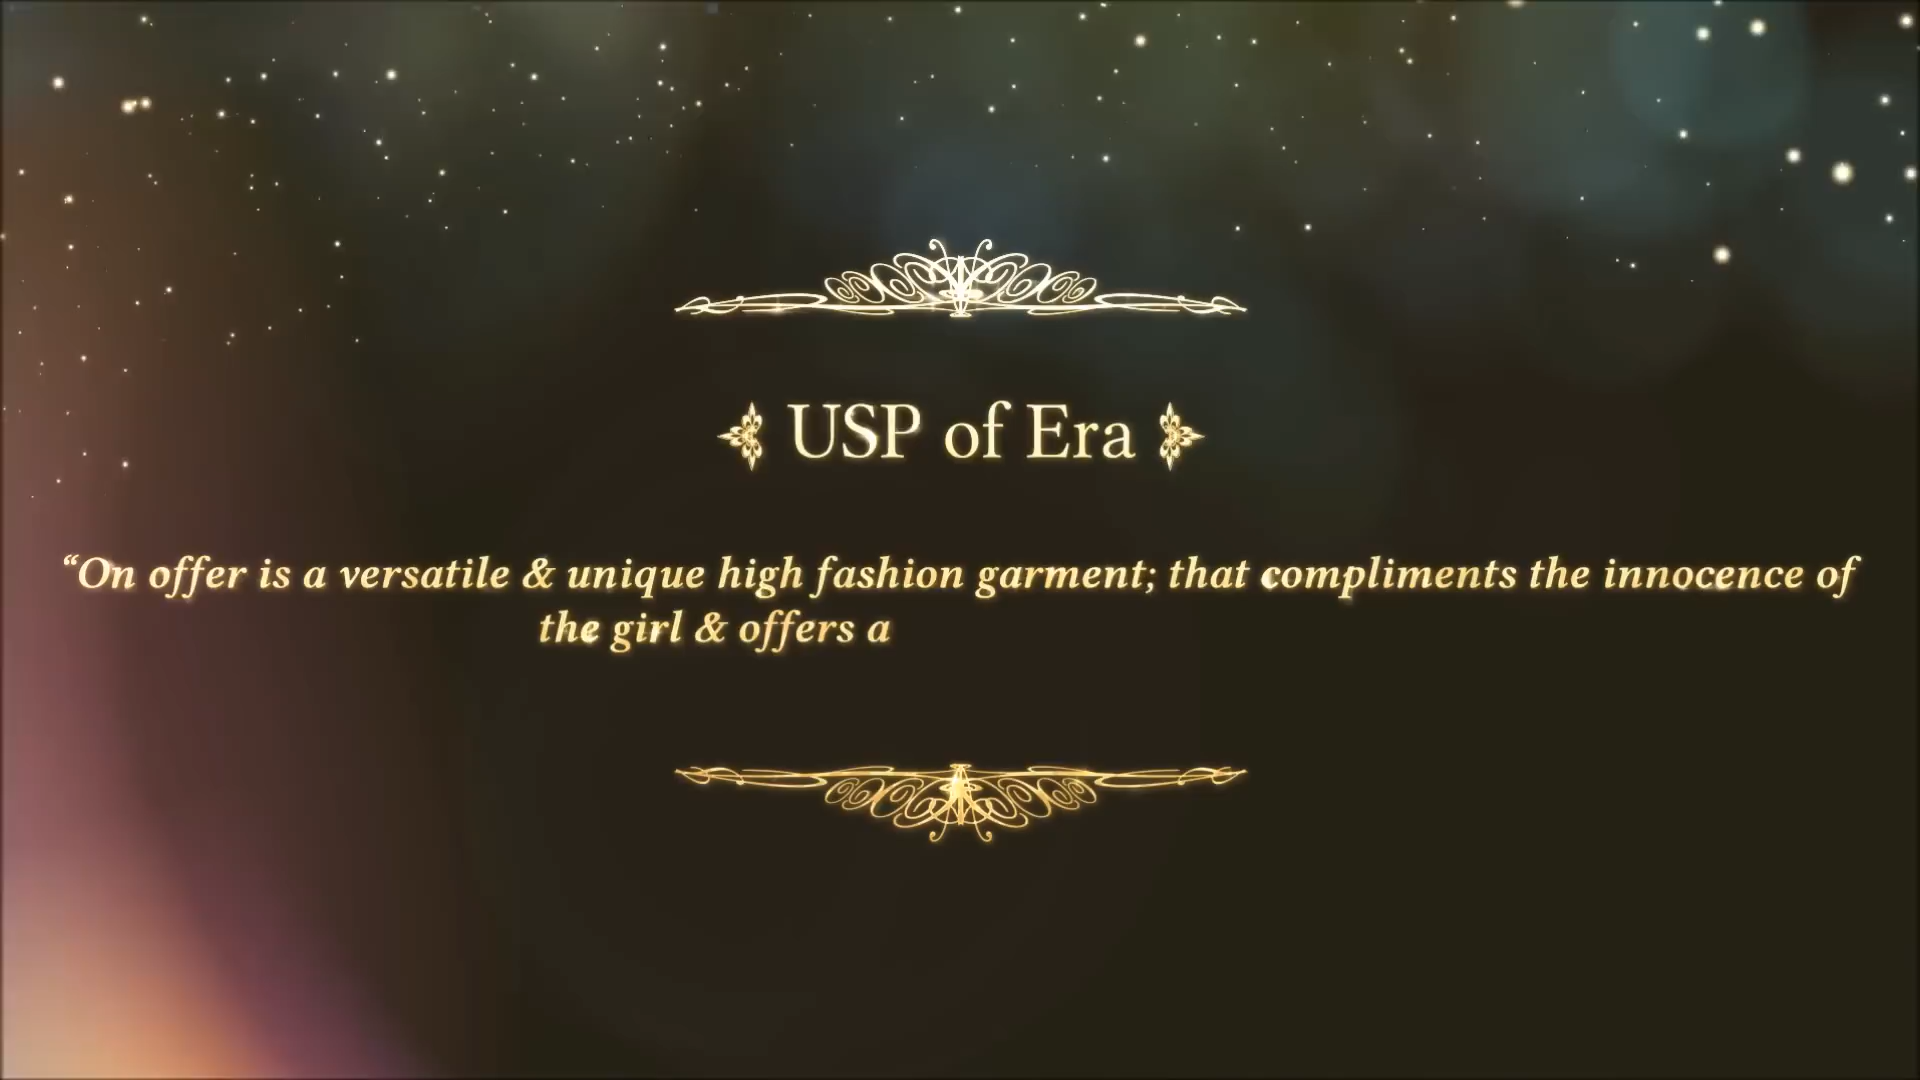 USP of Era
“On offer is a versatile & unique high fashion garment; that compliments the innocence of
the girl & offers a